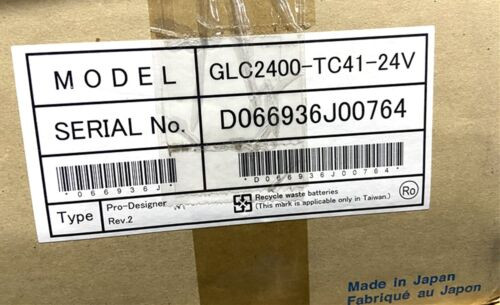 MODEL GLC2400-TC41-24V
SERIAL No. D066936J00764
*066936J* *D066936J00764*
Type Pro-Designer
Rev.2
Recycle waste batteries
(This mark is applicable only in Taiwan.)
Ro
Made in Japan
Fabriqué au Japon